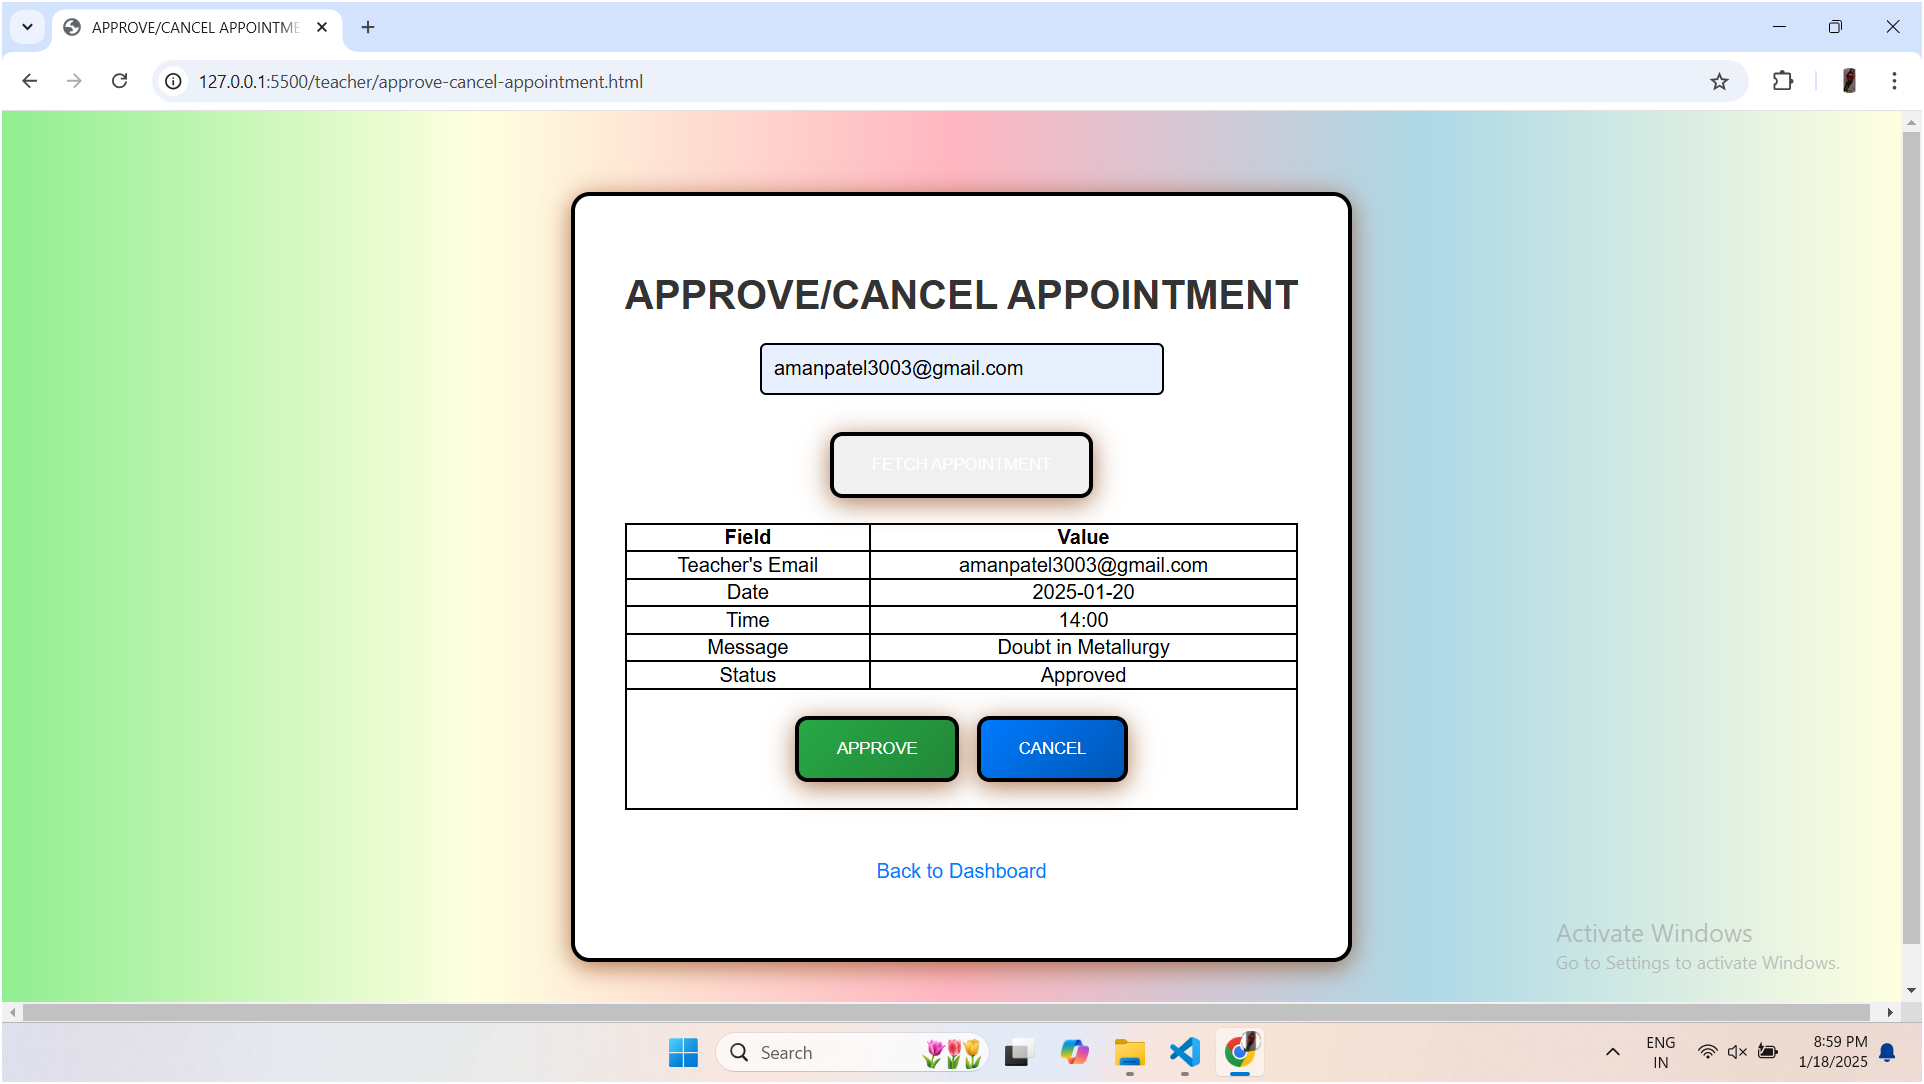 APPROVE/CANCEL APPOINTME
127.0.0.1:5500/teacher/approve-cancel-appointment.html
APPROVE/CANCEL APPOINTMENT
amanpatel3003@gmail.com
FETCH APPOINTMENT
Field Value
Teacher's Email amanpatel3003@gmail.com
Date 2025-01-20
Time 14:00
Message Doubt in Metallurgy
Status Approved
APPROVE CANCEL
Back to Dashboard
Activate Windows
Go to Settings to activate Windows.
Search
ENG
IN
8:59 PM
1/18/2025